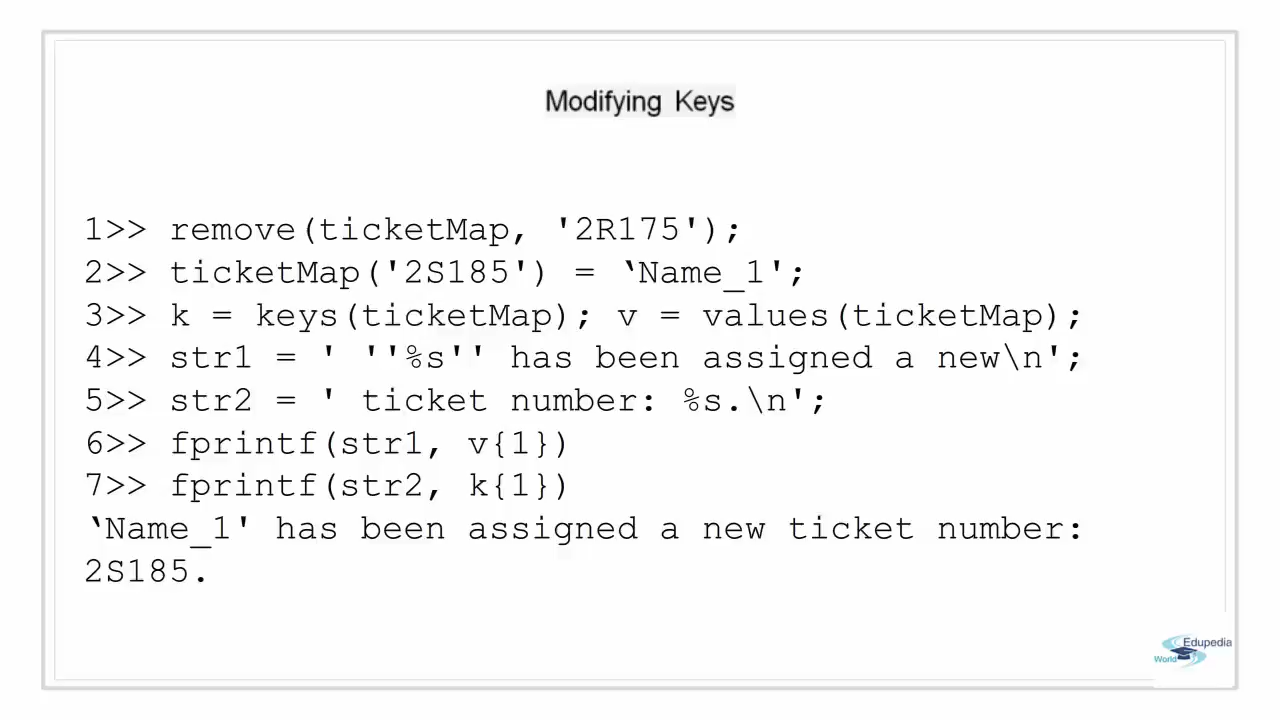 Modifying Keys
1>> remove(ticketMap, '2R175');
2>> ticketMap('2S185') = ‘Name_1';
3>> k = keys(ticketMap); v = values(ticketMap);
4>> str1 = ' ''%s'' has been assigned a new\n';
5>> str2 = ' ticket number: %s.\n';
6>> fprintf(str1, v{1})
7>> fprintf(str2, k{1})
‘Name_1' has been assigned a new ticket number:
2S185.
Edupedia
World